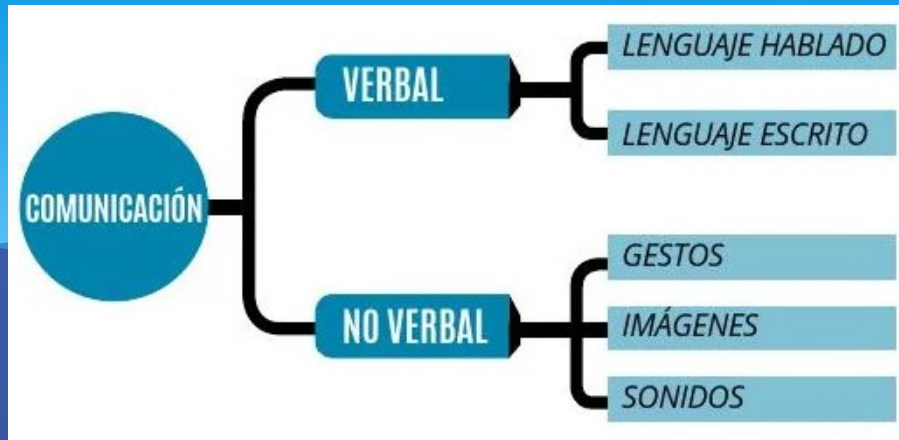 COMUNICACIÓN
VERBAL
LENGUAJE HABLADO
LENGUAJE ESCRITO
NO VERBAL
GESTOS
IMÁGENES
SONIDOS